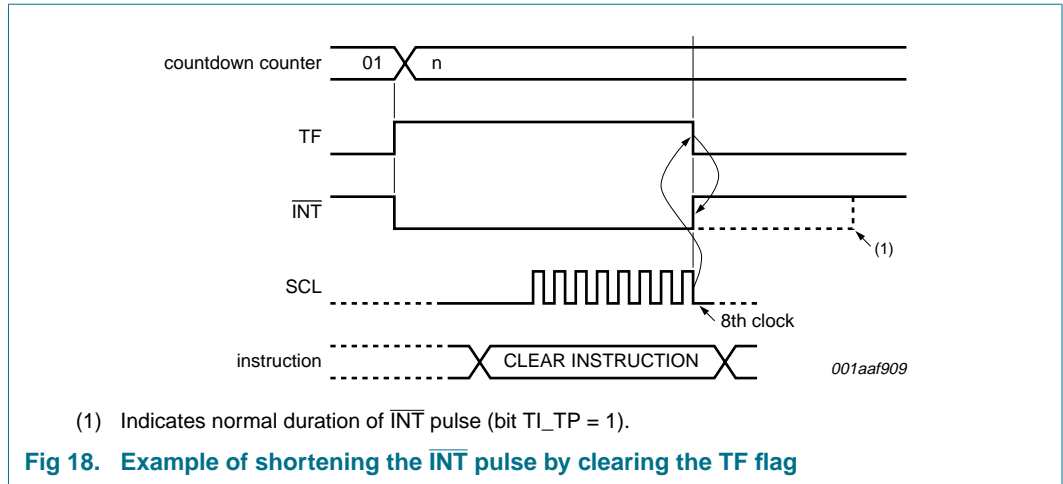 countdown counter 01 n
TF
INT
(1)
SCL
8th clock
instruction CLEAR INSTRUCTION
001aaf909
(1) Indicates normal duration of INT pulse (bit TI_TP = 1).
Fig 18. Example of shortening the INT pulse by clearing the TF flag